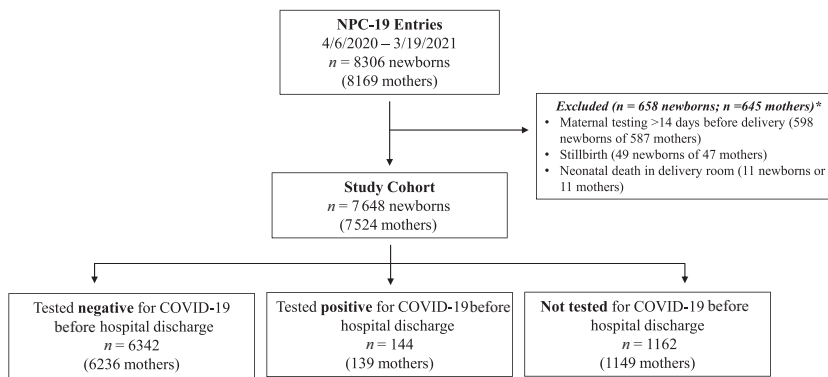 NPC-19 Entries
4/6/2020 – 3/19/2021
n = 8306 newborns
(8169 mothers)
Excluded (n = 658 newborns; n =645 mothers)*
• Maternal testing >14 days before delivery (598
newborns of 587 mothers)
• Stillbirth (49 newborns of 47 mothers)
• Neonatal death in delivery room (11 newborns or
11 mothers)
Study Cohort
n = 7648 newborns
(7524 mothers)
Tested negative for COVID-19
before hospital discharge
n = 6342
(6236 mothers)
Tested positive for COVID-19 before
hospital discharge
n = 144
(139 mothers)
Not tested for COVID-19 before
hospital discharge
n = 1162
(1149 mothers)